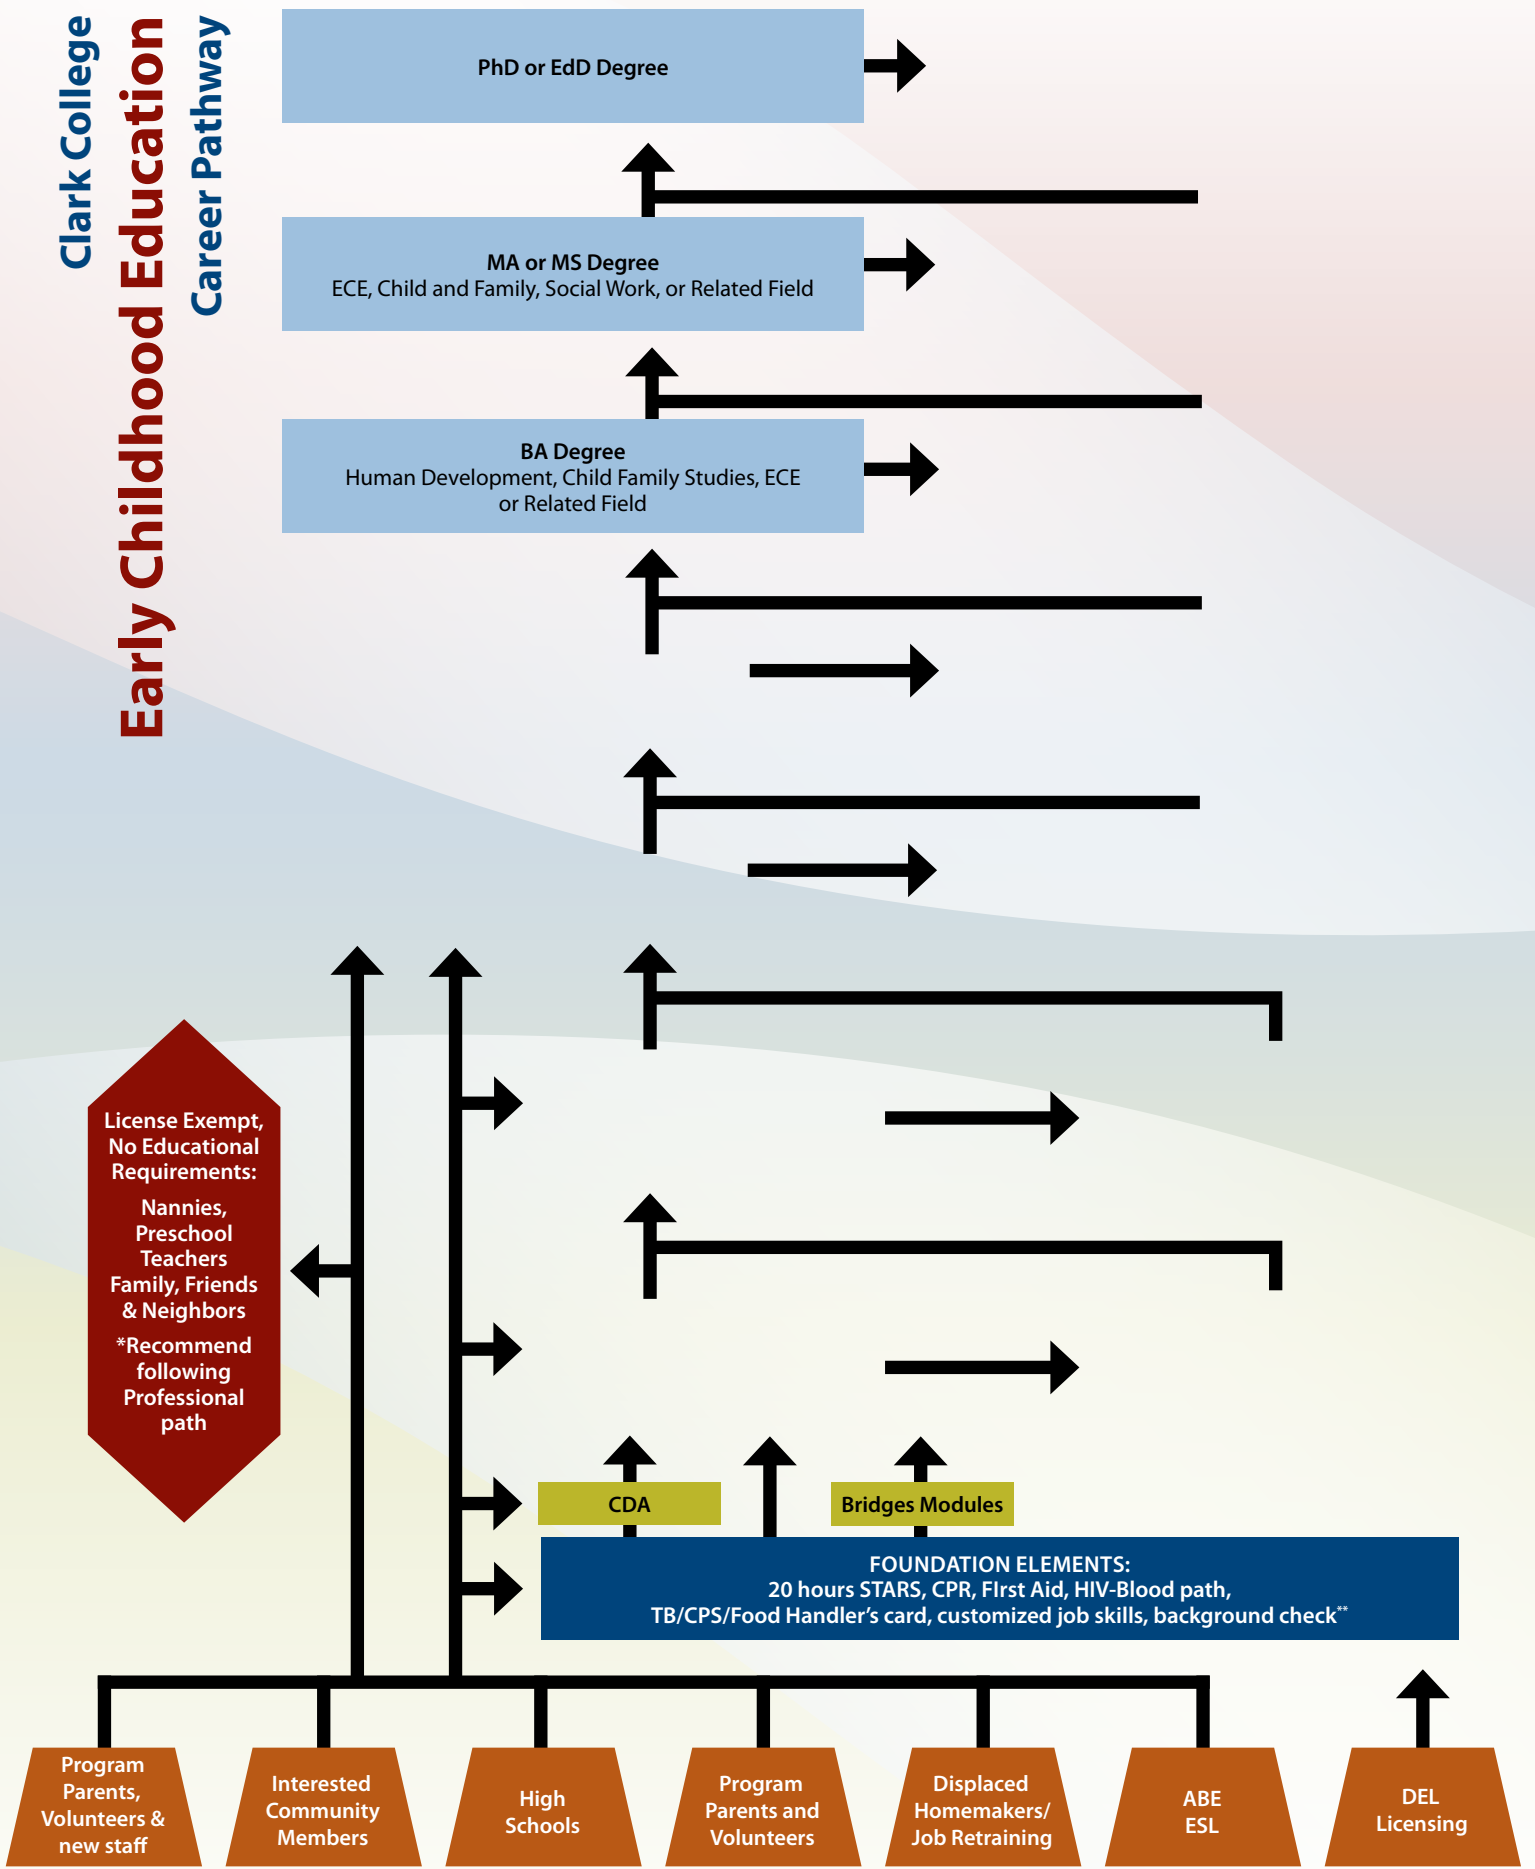 Clark College
Early Childhood Education
Career Pathway
PhD or EdD Degree
MA or MS Degree
ECE, Child and Family, Social Work, or Related Field
BA Degree
Human Development, Child Family Studies, ECE
or Related Field
License Exempt,
No Educational
Requirements:
Nannies,
Preschool
Teachers
Family, Friends
& Neighbors
*Recommend
following
Professional
path
CDA
Bridges Modules
FOUNDATION ELEMENTS:
20 hours STARS, CPR, FIrst Aid, HIV-Blood path,
TB/CPS/Food Handler’s card, customized job skills, background check**
Program
Parents,
Volunteers &
new staff
Interested
Community
Members
High
Schools
Program
Parents and
Volunteers
Displaced
Homemakers/
Job Retraining
ABE
ESL
DEL
Licensing